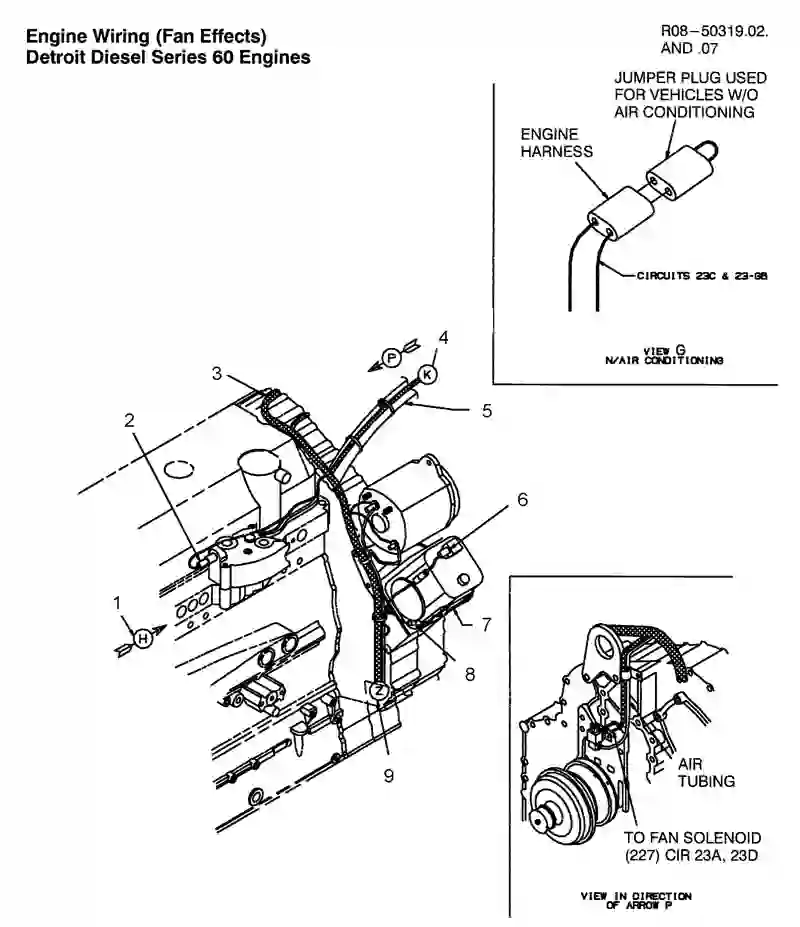 Engine Wiring (Fan Effects)
Detroit Diesel Series 60 Engines
R08-50319.02.
AND .07
JUMPER PLUG USED
FOR VEHICLES W/O
AIR CONDITIONING
ENGINE
HARNESS
CIRCUITS 23C & 23-GB
VIEW G
N/AIR CONDITIONING
P
4
K
3
5
2
6
1
H
7
8
Z
9
AIR
TUBING
TO FAN SOLENOID
(227) CIR 23A, 23D
VIEW IN DIRECTION
OF ARROW P